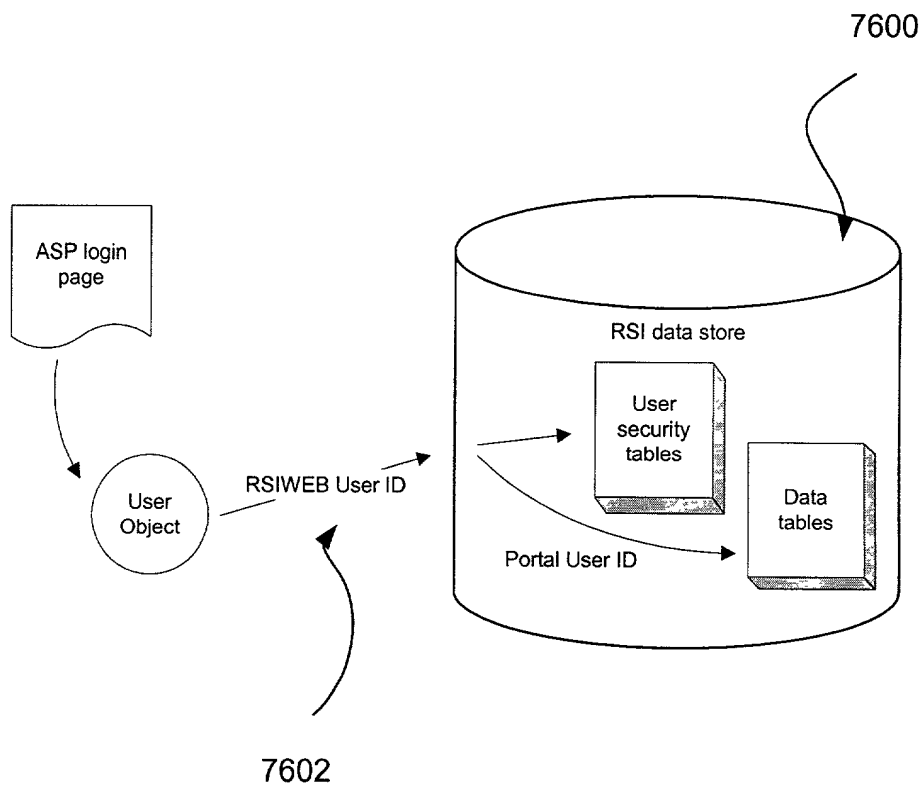 7600
ASP login
page
RSI data store
User
security
tables
RSIWEB User ID
User
Object
Data
tables
Portal User ID
7602